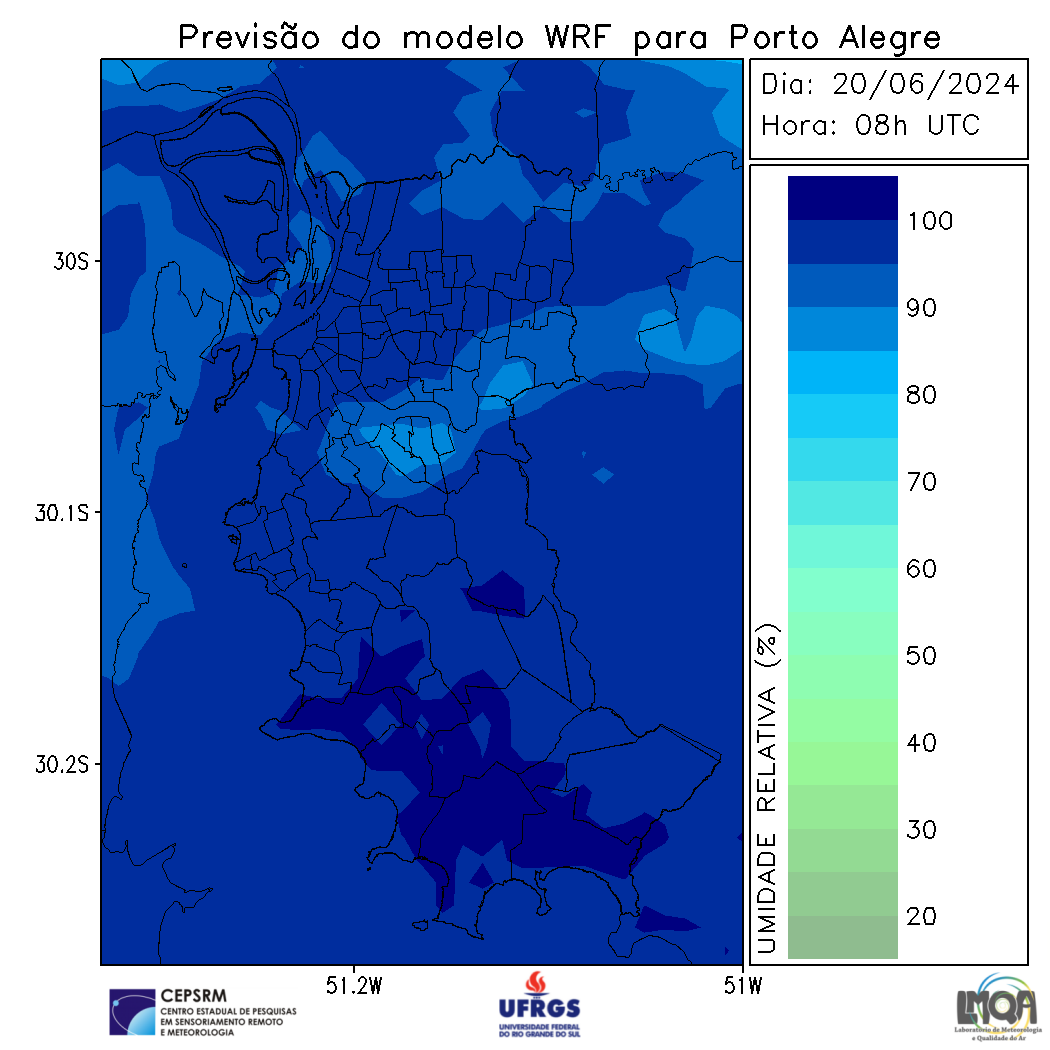 Previsão do modelo WRF para Porto Alegre
Dia: 20/06/2024
Hora: 08h UTC
30S
30.1S
30.2S
51.2W
51W
UMIDADE RELATIVA (%)
100
90
80
70
60
50
40
30
20
CEPSRM
CENTRO ESTADUAL DE PESQUISAS
EM SENSORIAMENTO REMOTO
E METEOROLOGIA
UFRGS
UNIVERSIDADE FEDERAL
DO RIO GRANDE DO SUL
LMQA
Laboratório de Meteorologia
e Qualidade do Ar